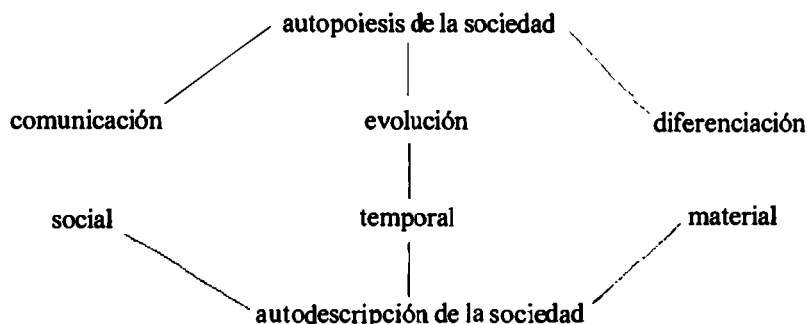 autopoiesis de la sociedad
comunicación evolución diferenciación
social temporal material
autodescripción de la sociedad